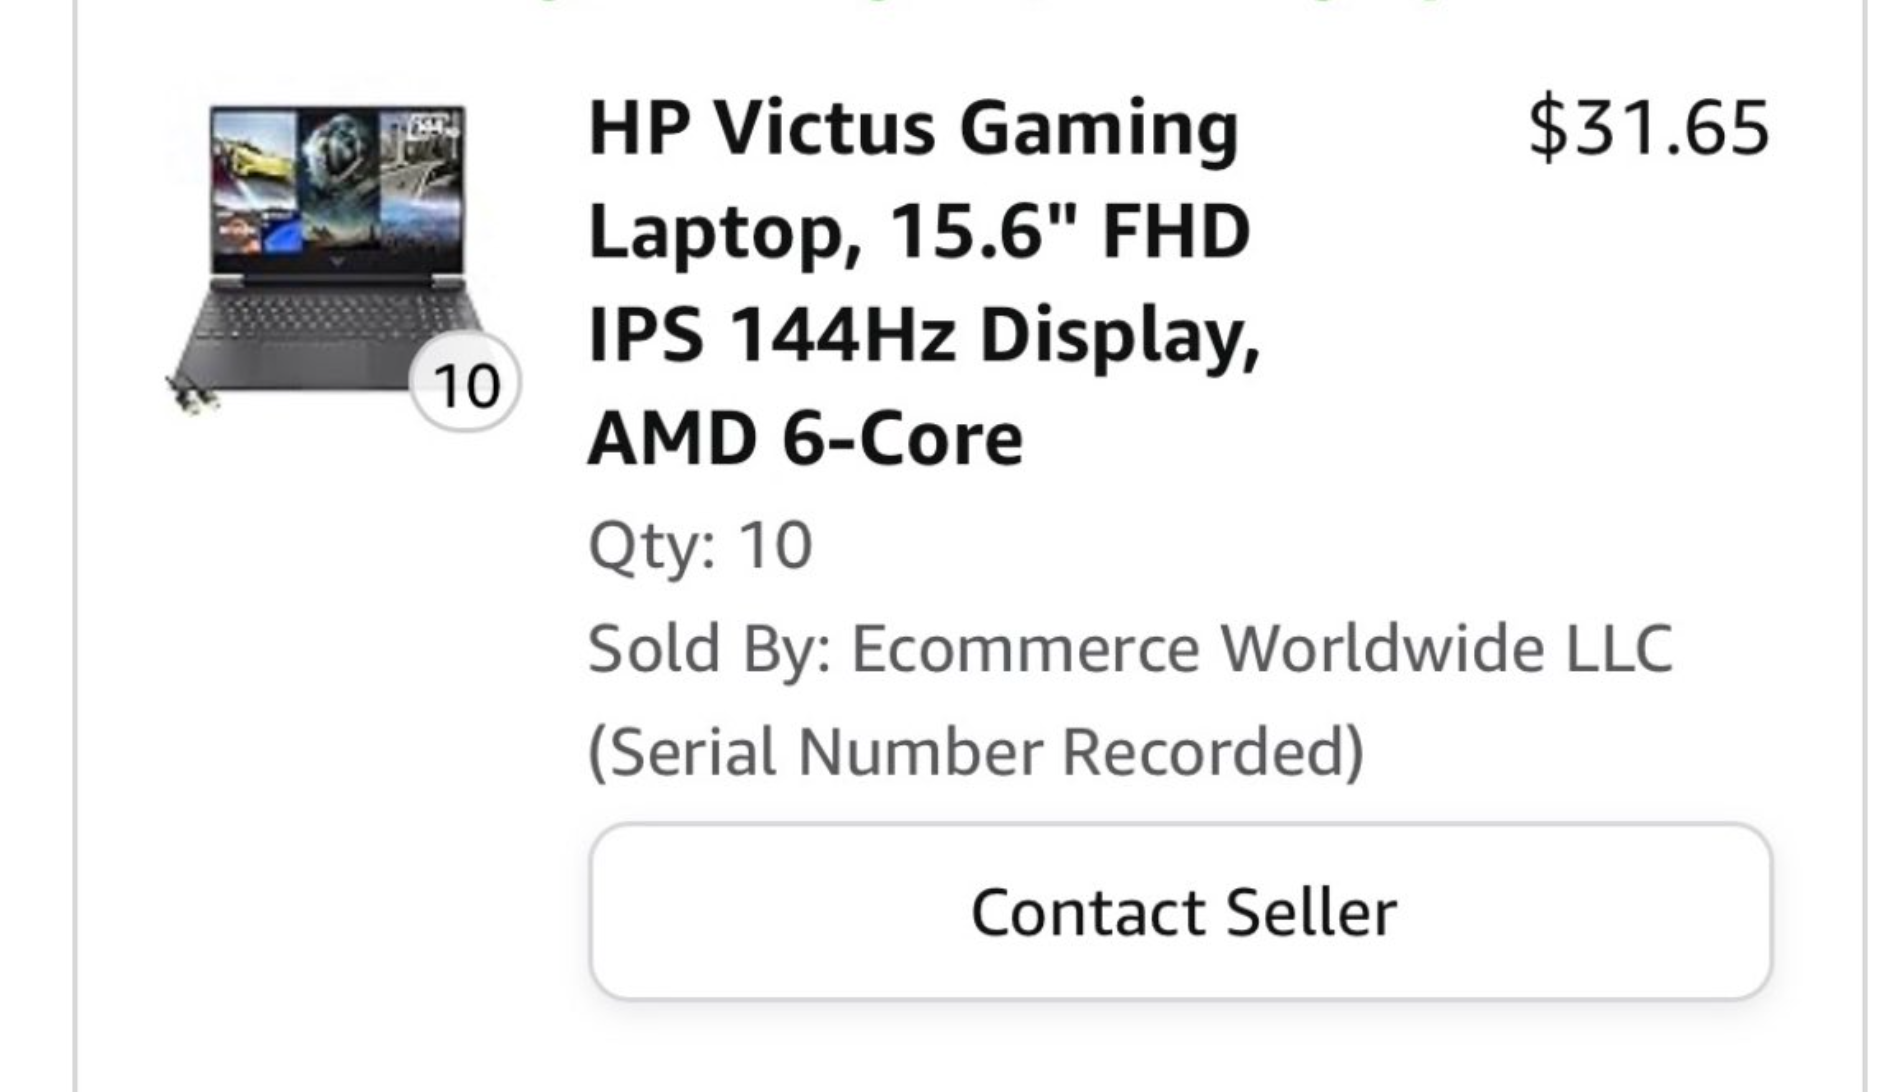 HP Victus Gaming
Laptop, 15.6" FHD
IPS 144Hz Display,
AMD 6-Core
$31.65
10
Qty: 10
Sold By: Ecommerce Worldwide LLC
(Serial Number Recorded)
Contact Seller